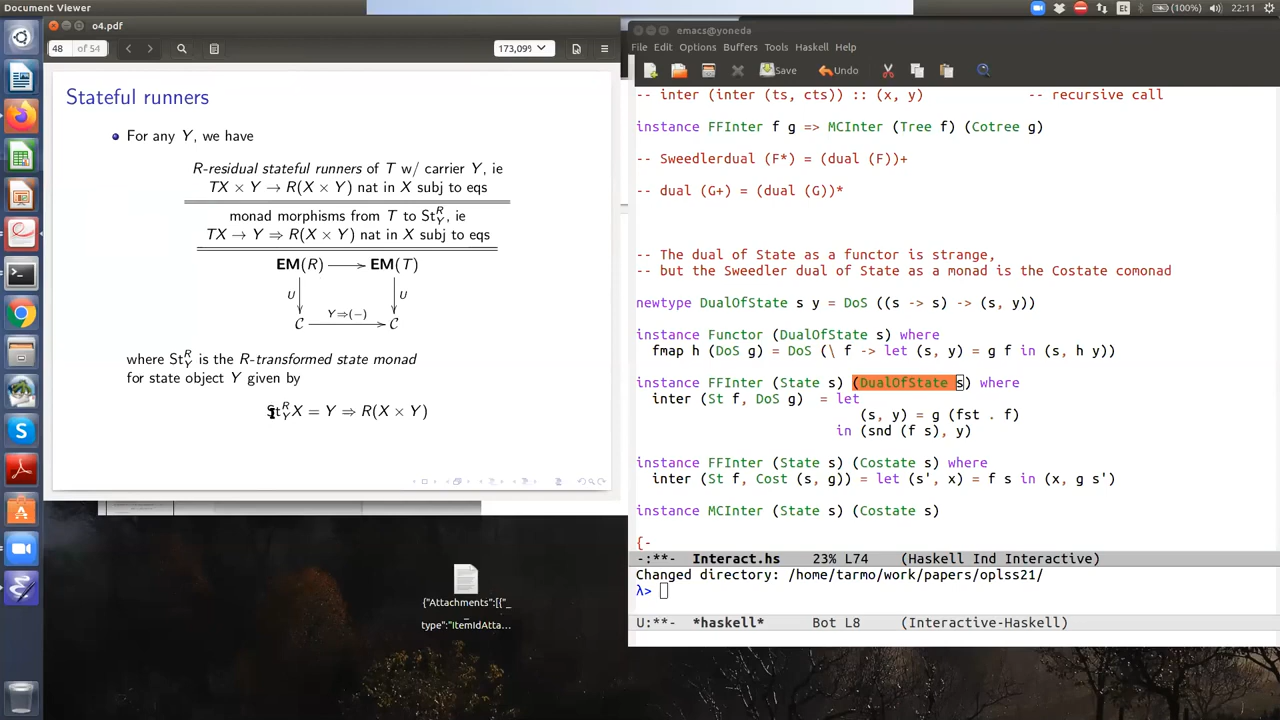 Document Viewer
Et
(100%)
22:11
o4.pdf
48 of 54
173,09%
Stateful runners
For any Y, we have
R-residual stateful runners of T w/ carrier Y, ie
TX × Y → R(X × Y) nat in X subj to eqs
monad morphisms from T to St^R_Y, ie
TX → Y ⇒ R(X × Y) nat in X subj to eqs
EM(R) ⟶ EM(T)
U U
Y⇒(−)
C ⟶ C
where St^R_Y is the R-transformed state monad
for state object Y given by
St^R_Y X = Y ⇒ R(X × Y)
{"Attachments":[{"_
_
type":"ItemIdAtta...
emacs@yoneda
File Edit Options Buffers Tools Haskell Help
Save Undo
-- inter (inter (ts, cts)) :: (x, y) -- recursive call
instance FFInter f g => MCInter (Tree f) (Cotree g)
-- Sweedlerdual (F*) = (dual (F))+
-- dual (G+) = (dual (G))*
-- The dual of State as a functor is strange,
-- but the Sweedler dual of State as a monad is the Costate comonad
newtype DualOfState s y = DoS ((s -> s) -> (s, y))
instance Functor (DualOfState s) where
fmap h (DoS g) = DoS (\ f -> let (s, y) = g f in (s, h y))
instance FFInter (State s) (DualOfState s) where
inter (St f, DoS g) = let
(s, y) = g (fst . f)
in (snd (f s), y)
instance FFInter (State s) (Costate s) where
inter (St f, Cost (s, g)) = let (s', x) = f s in (x, g s')
instance MCInter (State s) (Costate s)
{-
-:**- Interact.hs 23% L74 (Haskell Ind Interactive)
Changed directory: /home/tarmo/work/papers/oplss21/
λ>
U:**- *haskell* Bot L8 (Interactive-Haskell)